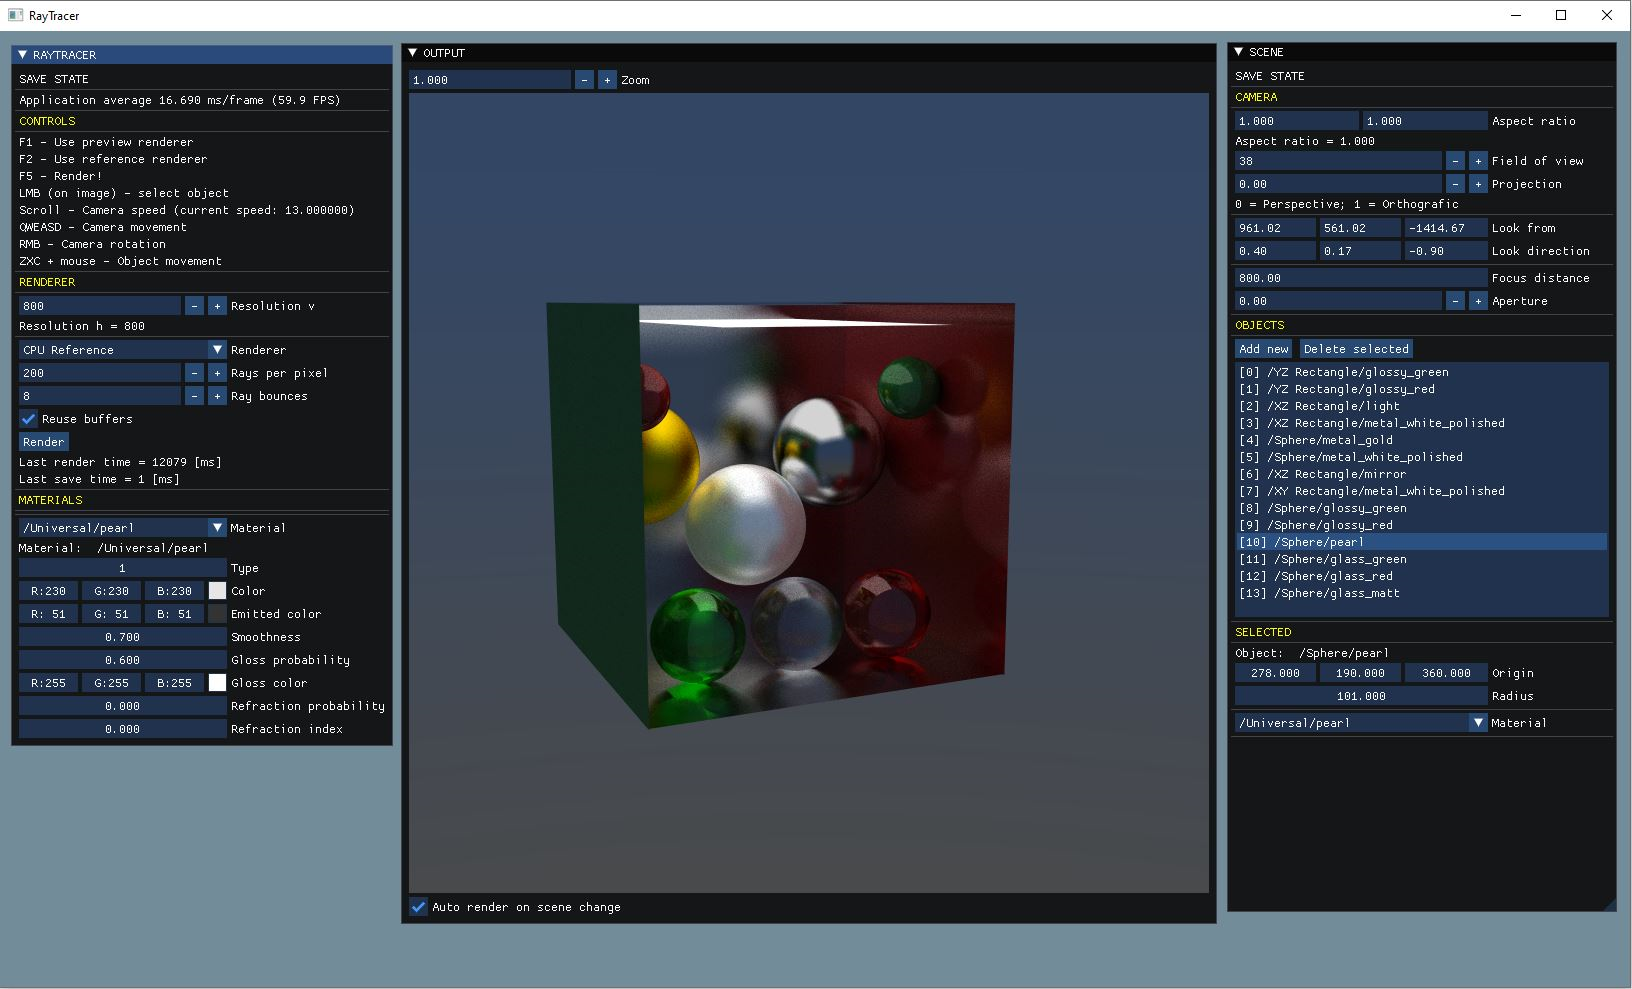 RayTracer
RAYTRACER
SAVE STATE
Application average 16.690 ms/frame (59.9 FPS)
CONTROLS
F1 - Use preview renderer
F2 - Use reference renderer
F5 - Render!
LMB (on image) - select object
Scroll - Camera speed (current speed: 13.000000)
QWEASD - Camera movement
RMB - Camera rotation
ZXC + mouse - Object movement
RENDERER
800 - + Resolution v
Resolution h = 800
CPU Reference Renderer
200 - + Rays per pixel
8 - + Ray bounces
Reuse buffers
Render
Last render time = 12079 [ms]
Last save time = 1 [ms]
MATERIALS
/Universal/pearl Material
Material: /Universal/pearl
1 Type
R:230 G:230 B:230 Color
R: 51 G: 51 B: 51 Emitted color
0.700 Smoothness
0.600 Gloss probability
R:255 G:255 B:255 Gloss color
0.000 Refraction probability
0.000 Refraction index
OUTPUT
1.000 - + Zoom
Auto render on scene change
SCENE
SAVE STATE
CAMERA
1.000 1.000 Aspect ratio
Aspect ratio = 1.000
38 - + Field of view
0.00 - + Projection
0 = Perspective; 1 = Orthografic
961.02 561.02 -1414.67 Look from
0.40 0.17 -0.90 Look direction
800.00 Focus distance
0.00 - + Aperture
OBJECTS
Add new Delete selected
[0] /YZ Rectangle/glossy_green
[1] /YZ Rectangle/glossy_red
[2] /XZ Rectangle/light
[3] /XZ Rectangle/metal_white_polished
[4] /Sphere/metal_gold
[5] /Sphere/metal_white_polished
[6] /XZ Rectangle/mirror
[7] /XY Rectangle/metal_white_polished
[8] /Sphere/glossy_green
[9] /Sphere/glossy_red
[10] /Sphere/pearl
[11] /Sphere/glass_green
[12] /Sphere/glass_red
[13] /Sphere/glass_matt
SELECTED
Object: /Sphere/pearl
278.000 190.000 360.000 Origin
101.000 Radius
/Universal/pearl Material